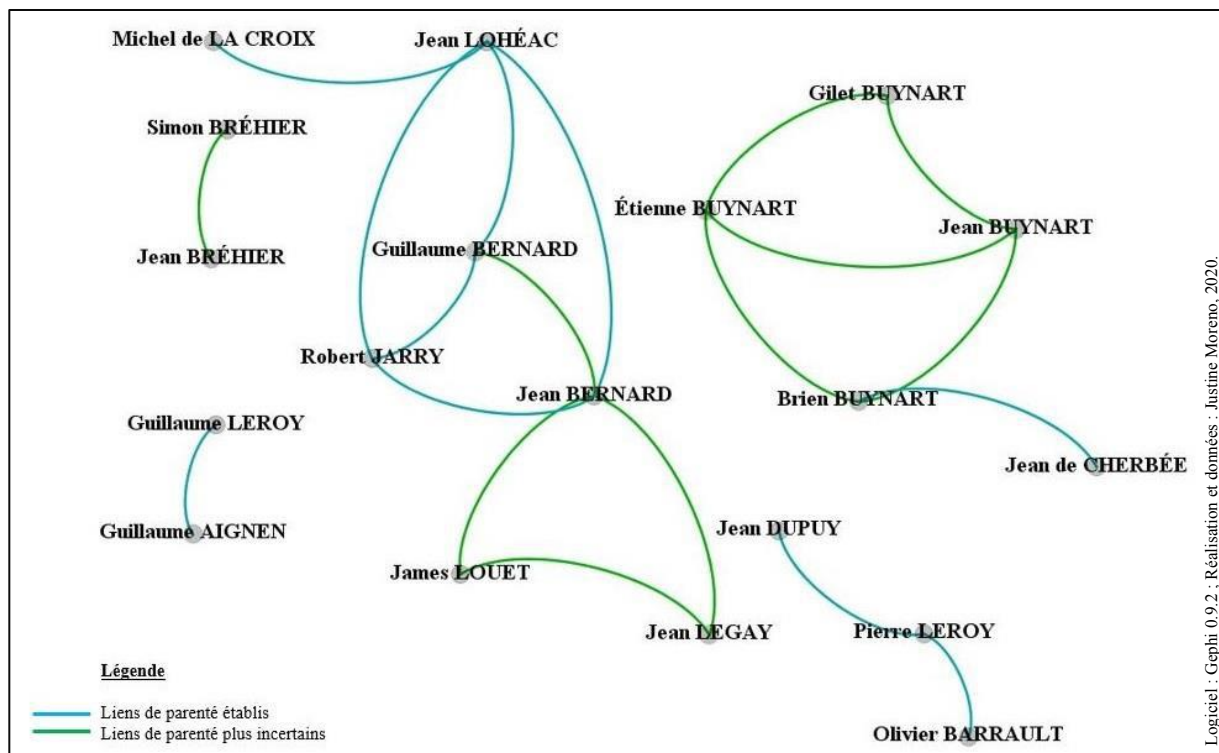 Michel de LA CROIX
Jean LOHÉAC
Gilet BUYNART
Simon BRÉHIER
Étienne BUYNART
Jean BUYNART
Guillaume BERNARD
Jean BRÉHIER
Robert JARRY
Jean BERNARD
Brien BUYNART
Guillaume LEROY
Jean de CHERBÉE
Guillaume AIGNEN
Jean DUPUY
James LOUET
Jean LEGAY
Pierre LEROY
Olivier BARRAULT
Légende
Liens de parenté établis
Liens de parenté plus incertains
Logiciel : Gephi 0.9.2 ; Réalisation et données : Justine Moreno, 2020.